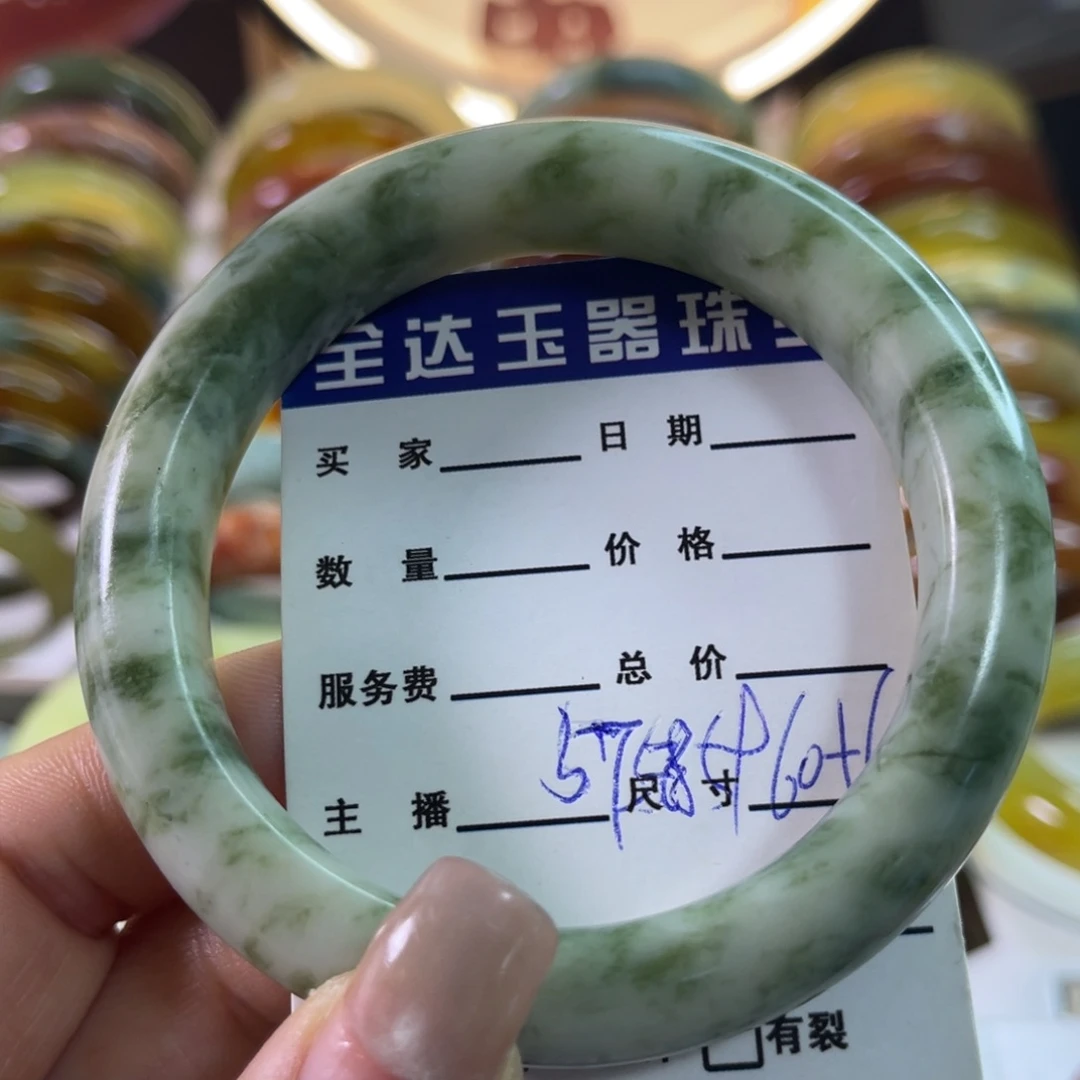 全达玉器珠
买 家 日 期
数 量 价 格
服务费 总 价
主 播 尺 寸
有裂